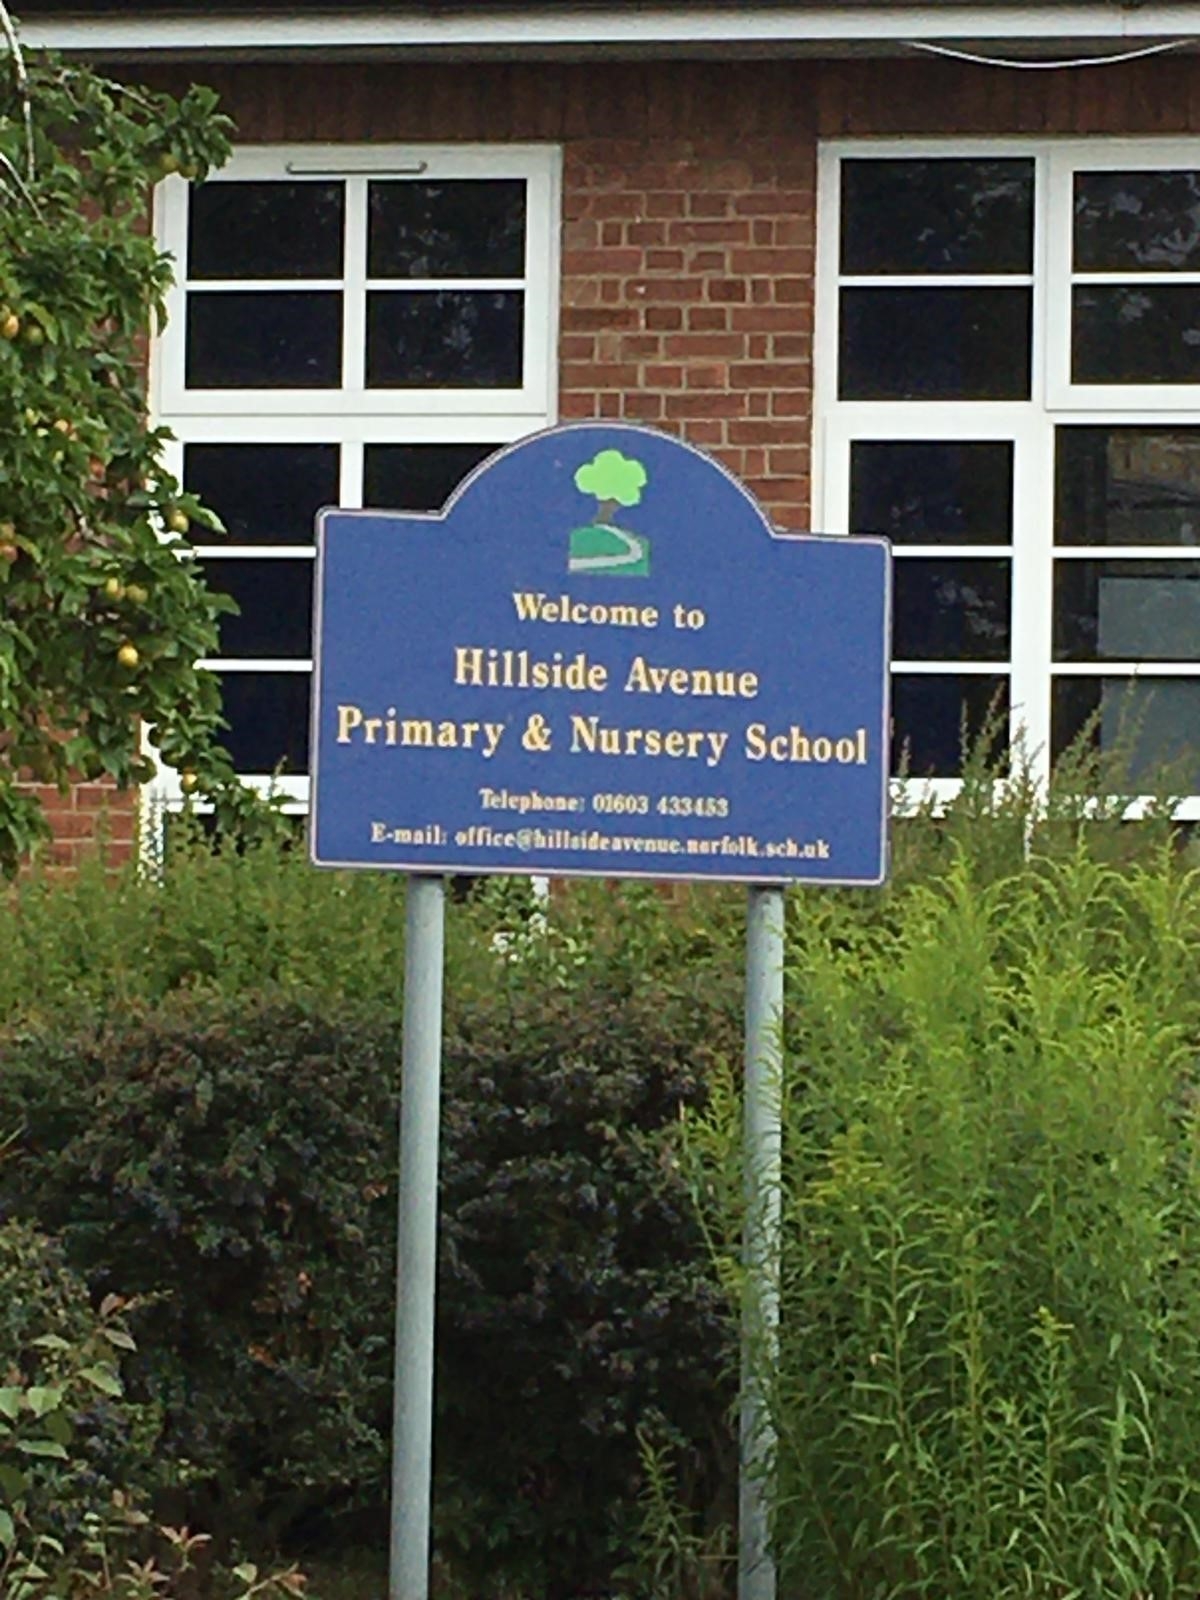 Welcome to
Hillside Avenue
Primary & Nursery School
Telephone: 01603 433453
E-mail: office@hillsideavenue.norfolk.sch.uk